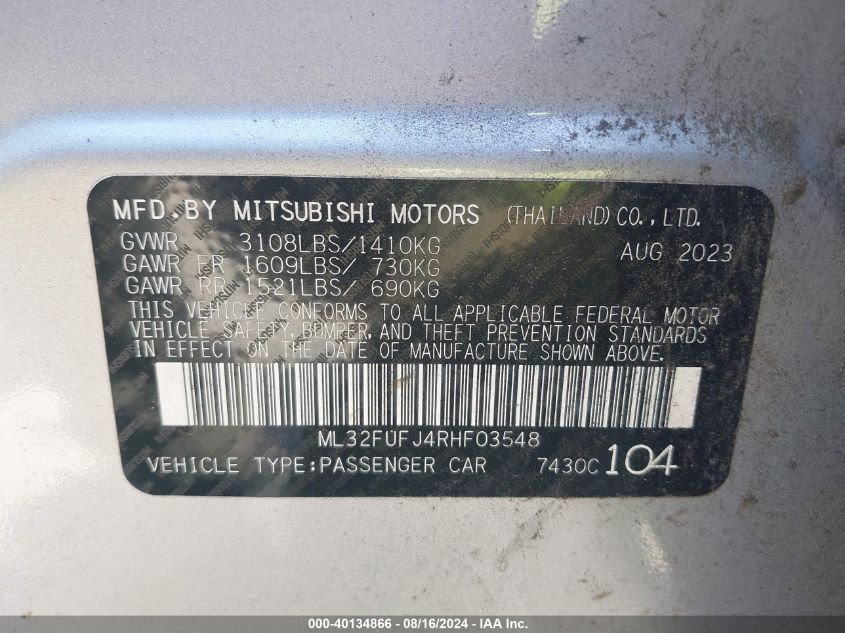 MFD BY MITSUBISHI MOTORS (THAILAND) CO., LTD.
GVWR 3108LBS/1410KG AUG 2023
GAWR FR 1609LBS/ 730KG
GAWR RR 1521LBS/ 690KG
THIS VEHICLE CONFORMS TO ALL APPLICABLE FEDERAL MOTOR
VEHICLE SAFETY, BUMPER, AND THEFT PREVENTION STANDARDS
IN EFFECT ON THE DATE OF MANUFACTURE SHOWN ABOVE.
ML32FUFJ4RHF03548
VEHICLE TYPE:PASSENGER CAR 7430C 104
000-40134866 - 08/16/2024 - IAA Inc.